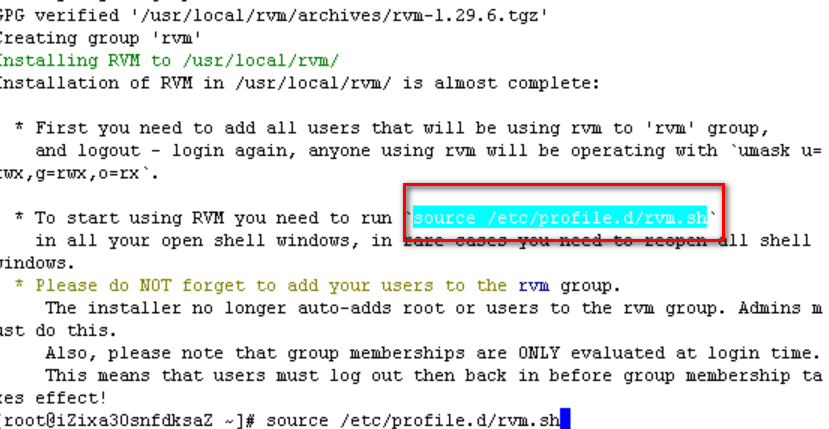 GPG verified '/usr/local/rvm/archives/rvm-1.29.6.tgz'
Creating group 'rvm'
Installing RVM to /usr/local/rvm/
Installation of RVM in /usr/local/rvm/ is almost complete:
* First you need to add all users that will be using rvm to 'rvm' group,
and logout - login again, anyone using rvm will be operating with `umask u=
rwx,g=rwx,o=rx`.
* To start using RVM you need to run `source /etc/profile.d/rvm.sh`
in all your open shell windows, in rare cases you need to reopen all shell
windows.
* Please do NOT forget to add your users to the rvm group.
The installer no longer auto-adds root or users to the rvm group. Admins m
ust do this.
Also, please note that group memberships are ONLY evaluated at login time.
This means that users must log out then back in before group membership ta
kes effect!
[root@iZixa30snfdksaZ ~]# source /etc/profile.d/rvm.sh